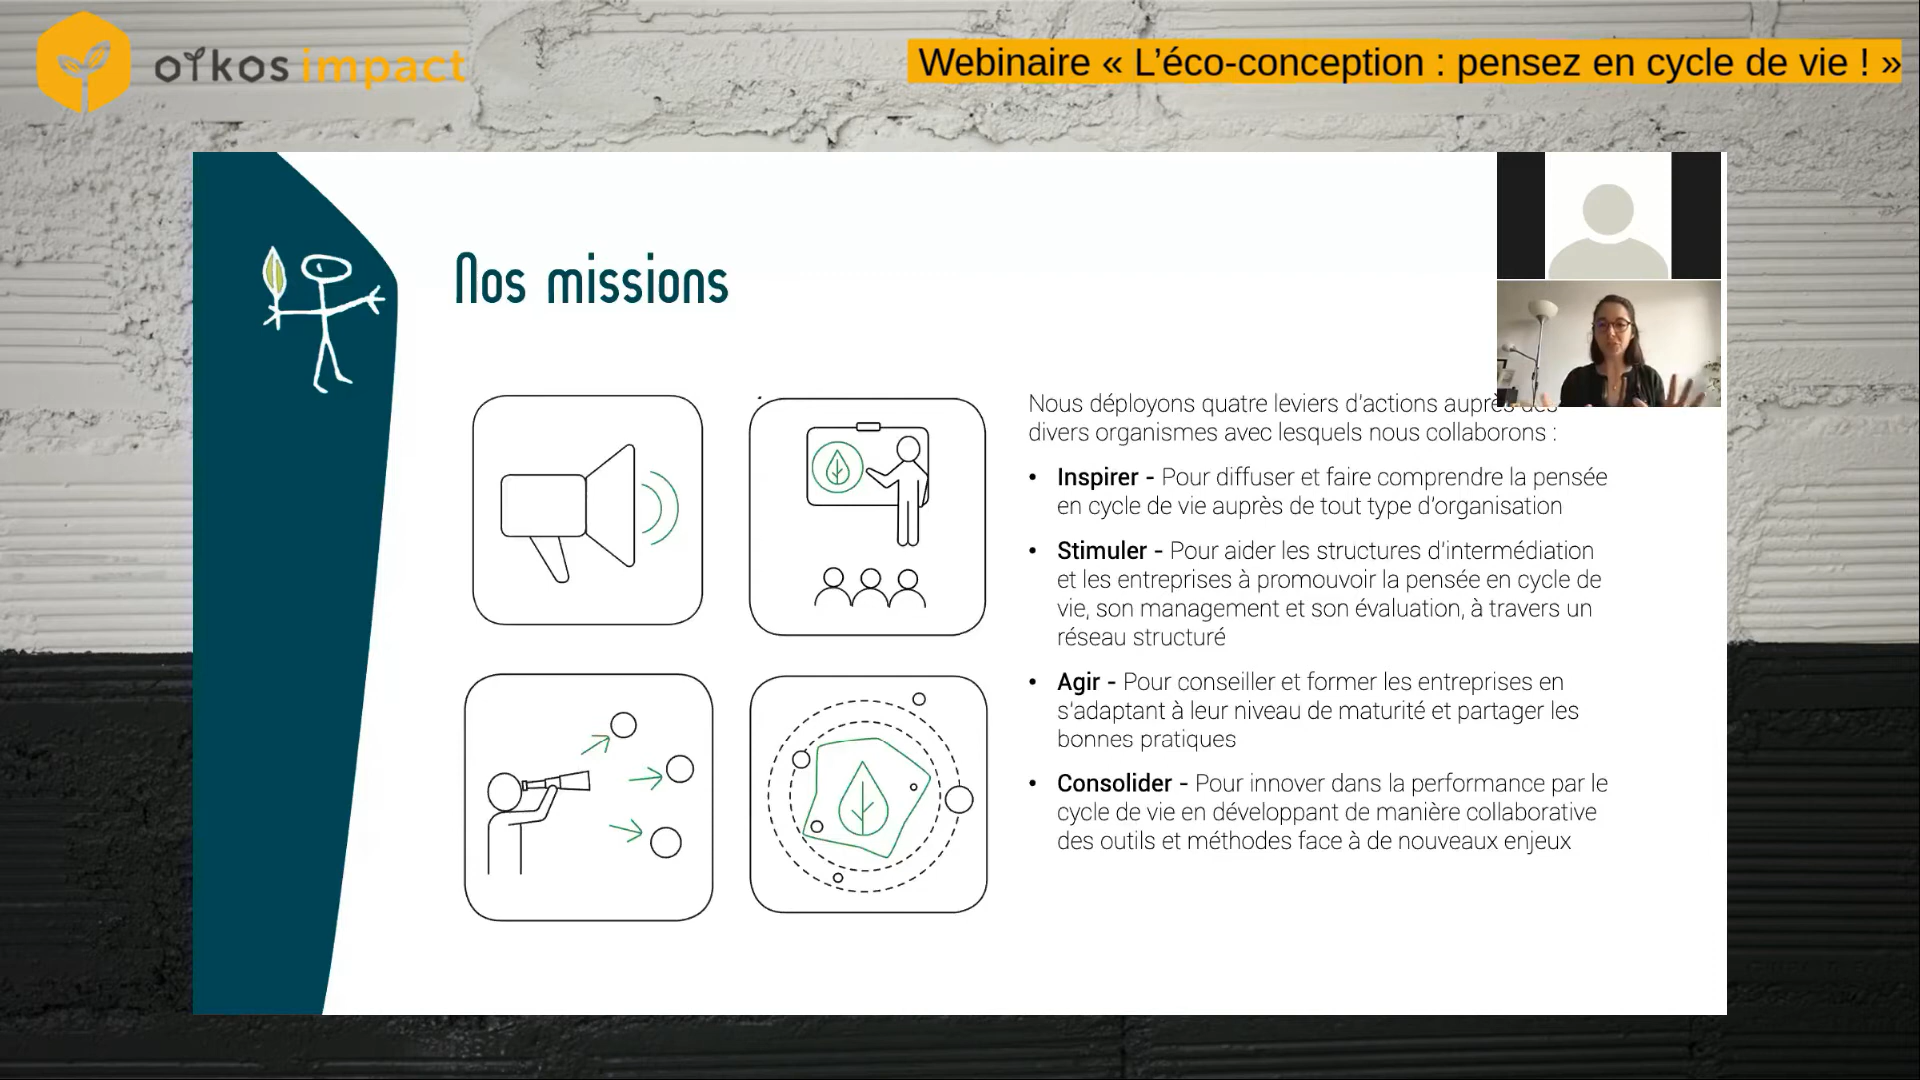 oikos impact
Webinaire « L'éco-conception : pensez en cycle de vie ! »
Nos missions
Nous déployons quatre leviers d'actions auprès des
divers organismes avec lesquels nous collaborons :
• Inspirer - Pour diffuser et faire comprendre la pensée
en cycle de vie auprès de tout type d'organisation
• Stimuler - Pour aider les structures d'intermédiation
et les entreprises à promouvoir la pensée en cycle de
vie, son management et son évaluation, à travers un
réseau structuré
• Agir - Pour conseiller et former les entreprises en
s'adaptant à leur niveau de maturité et partager les
bonnes pratiques
• Consolider - Pour innover dans la performance par le
cycle de vie en développant de manière collaborative
des outils et méthodes face à de nouveaux enjeux